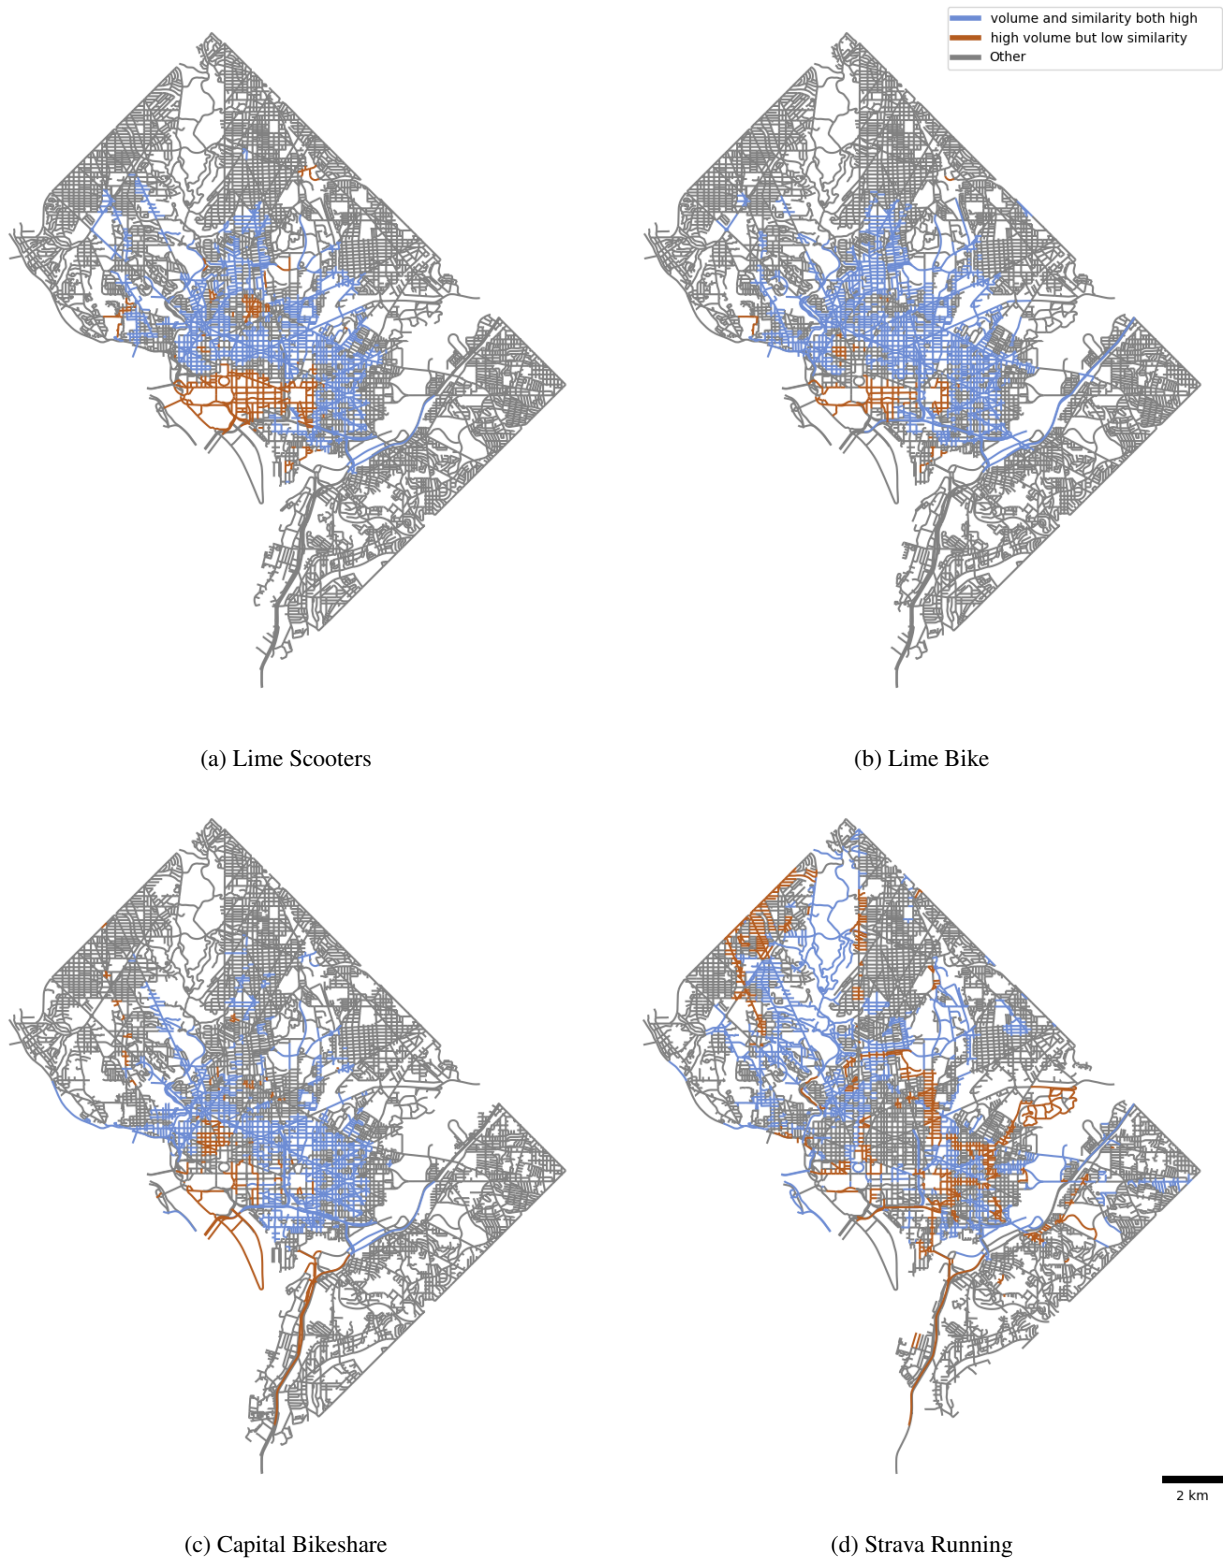 volume and similarity both high
high volume but low similarity
Other
(a) Lime Scooters
(b) Lime Bike
2 km
(c) Capital Bikeshare
(d) Strava Running